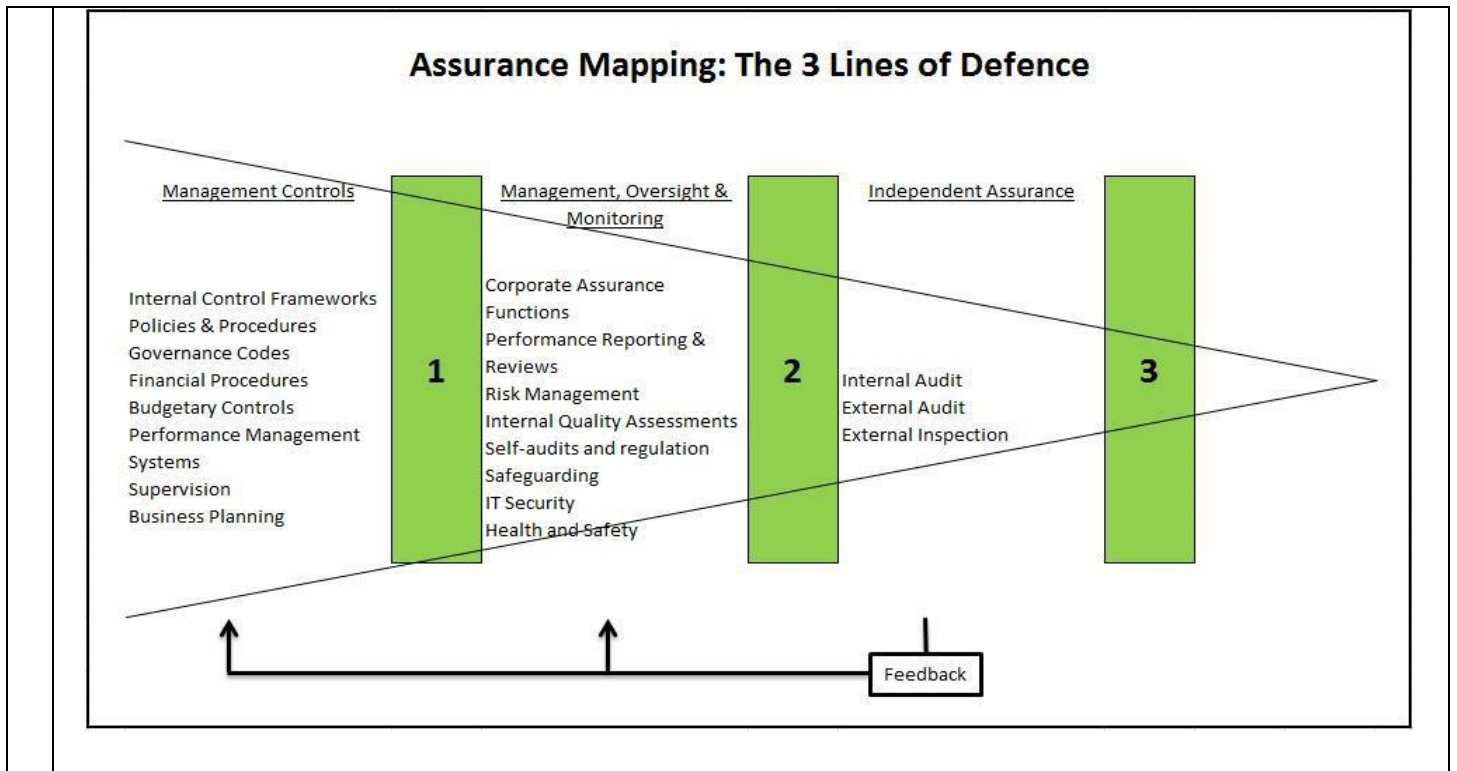 Assurance Mapping: The 3 Lines of Defence
Management Controls
Internal Control Frameworks
Policies & Procedures
Governance Codes
Financial Procedures
Budgetary Controls
Performance Management
Systems
Supervision
Business Planning
1
Management, Oversight &
Monitoring
Corporate Assurance
Functions
Performance Reporting &
Reviews
Risk Management
Internal Quality Assessments
Self-audits and regulation
Safeguarding
IT Security
Health and Safety
2
Independent Assurance
Internal Audit
External Audit
External Inspection
3
Feedback